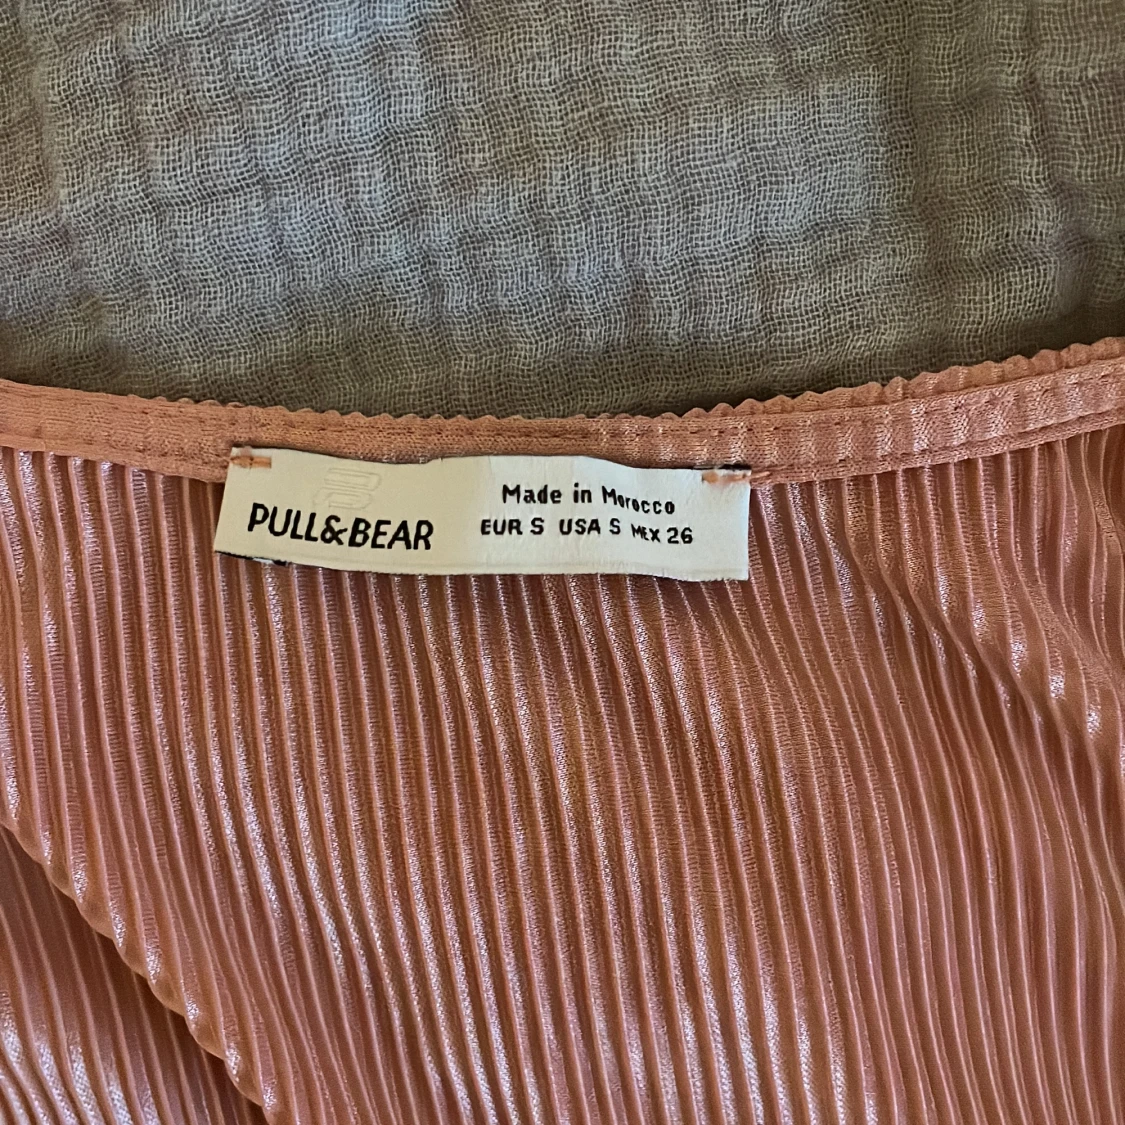 PULL&BEAR
Made in Morocco
EUR S USA S MEX 26